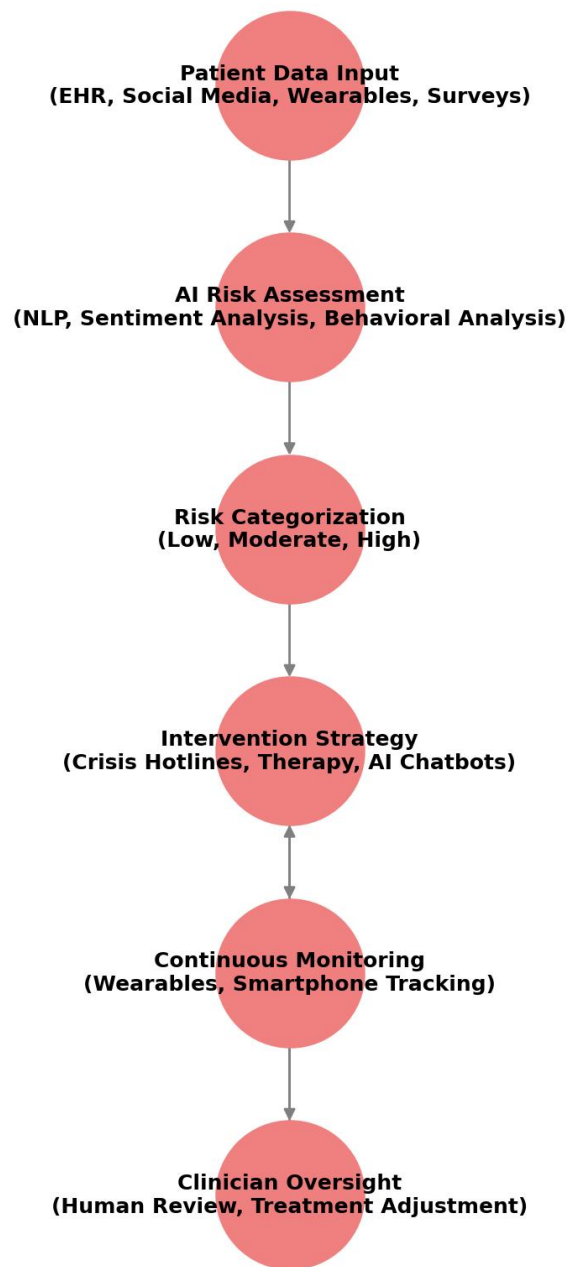 Patient Data Input
(EHR, Social Media, Wearables, Surveys)
AI Risk Assessment
(NLP, Sentiment Analysis, Behavioral Analysis)
Risk Categorization
(Low, Moderate, High)
Intervention Strategy
(Crisis Hotlines, Therapy, AI Chatbots)
Continuous Monitoring
(Wearables, Smartphone Tracking)
Clinician Oversight
(Human Review, Treatment Adjustment)